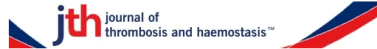 jth journal of
thrombosis and haemostasis™